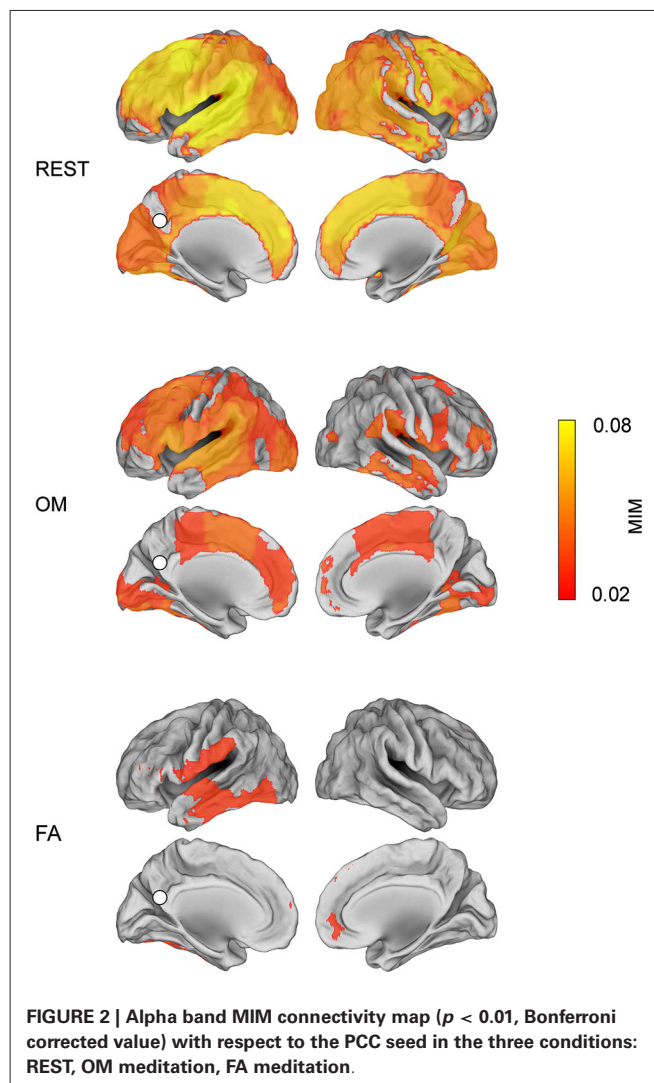 REST
OM
0.08
MIM
0.02
FA
FIGURE 2 | Alpha band MIM connectivity map (p < 0.01, Bonferroni
corrected value) with respect to the PCC seed in the three conditions:
REST, OM meditation, FA meditation.